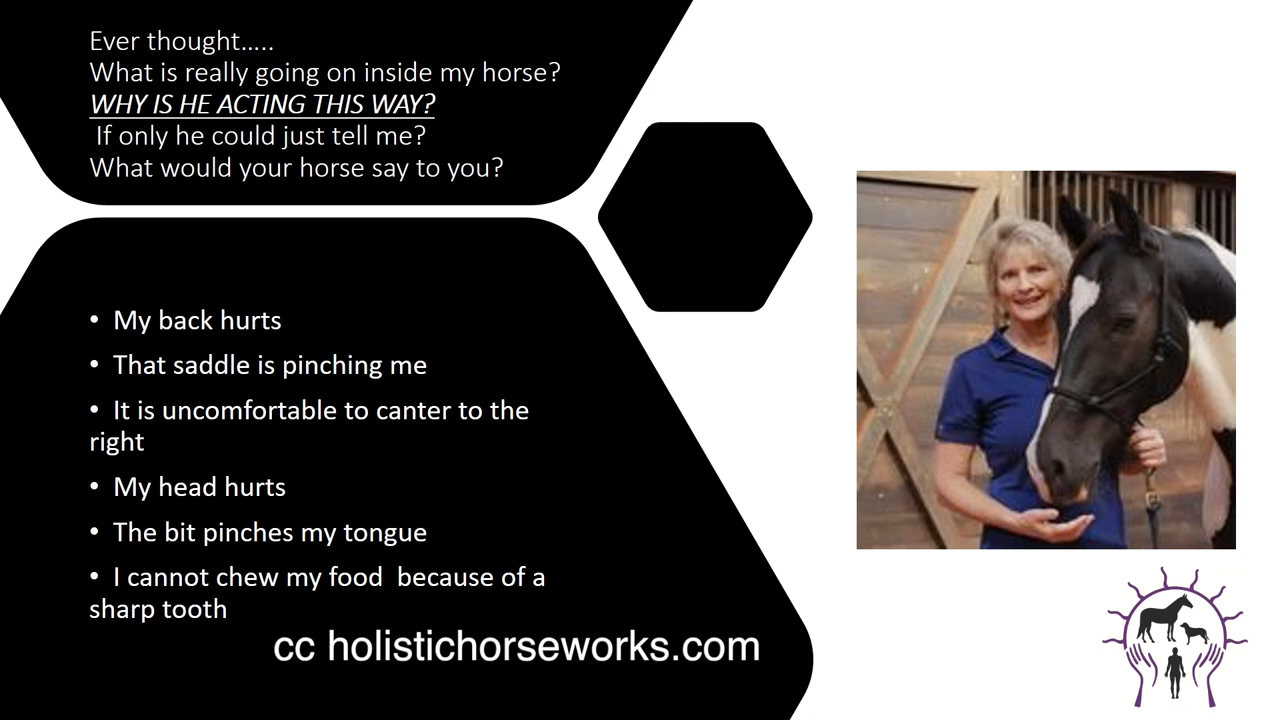 Ever thought.....
What is really going on inside my horse?
WHY IS HE ACTING THIS WAY?
If only he could just tell me?
What would your horse say to you?
• My back hurts
• That saddle is pinching me
• It is uncomfortable to canter to the
right
• My head hurts
• The bit pinches my tongue
• I cannot chew my food  because of a
sharp tooth
cc holistichorseworks.com